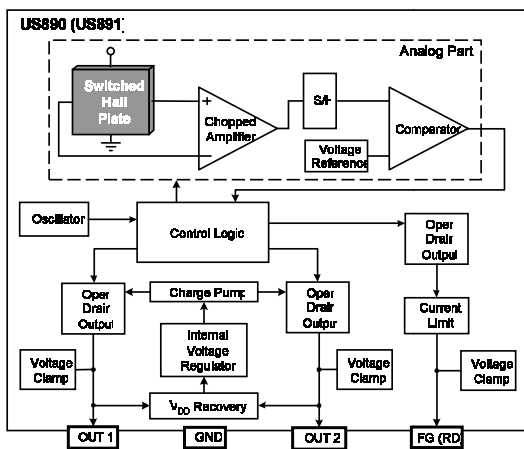 US890 (US891)
Analog Part
Switched
Hall
Plate
+
−
Chopped
Amplifier
S/H
Voltage
Reference
Comparator
Oscillator
Control Logic
Open
Drain
Output
Open
Drain
Output
Charge Pump
Open
Drain
Output
Current
Limit
Internal
Voltage
Regulator
Voltage
Clamp
Voltage
Clamp
Voltage
Clamp
VDD Recovery
OUT 1
GND
OUT 2
FG (RD